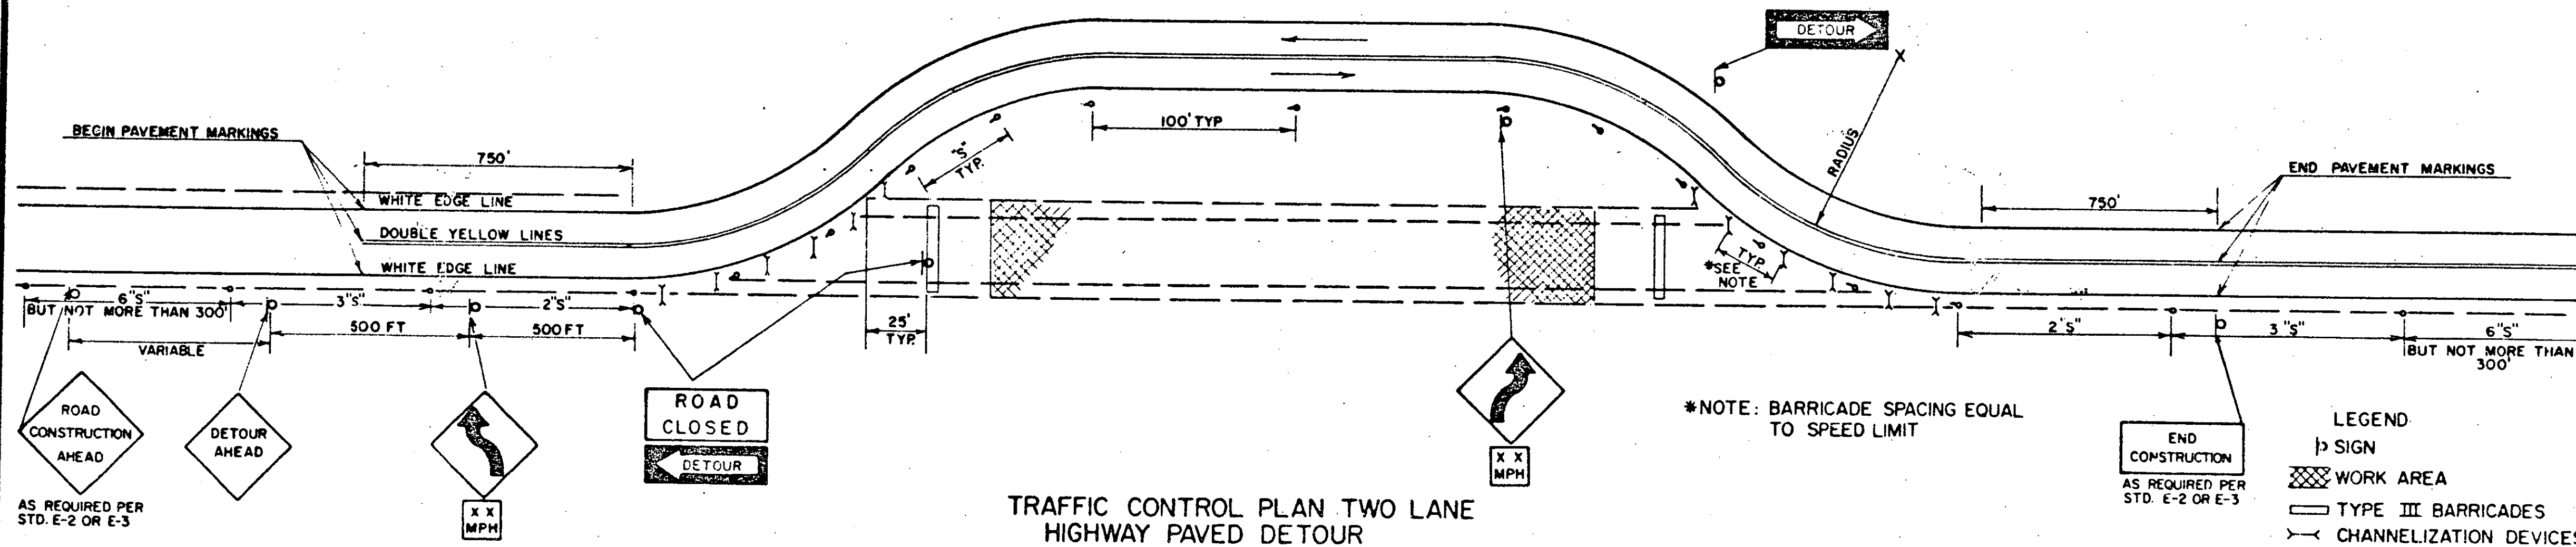 DETOUR
BEGIN PAVEMENT MARKINGS
750'
100' TYP
"S"
TYP.
RADIUS
END PAVEMENT MARKINGS
750'
WHITE EDGE LINE
DOUBLE YELLOW LINES
WHITE EDGE LINE
TYP.
*SEE
NOTE
6"S"
BUT NOT MORE THAN 300'
3"S"
2"S"
500 FT
500 FT
VARIABLE
25'
TYP.
2"S"
3"S"
6"S"
BUT NOT MORE THAN
300'
ROAD
CONSTRUCTION
AHEAD
AS REQUIRED PER
STD. E-2 OR E-3
DETOUR
AHEAD
X X
MPH
ROAD
CLOSED
DETOUR
X X
MPH
*NOTE: BARRICADE SPACING EQUAL
TO SPEED LIMIT
END
CONSTRUCTION
AS REQUIRED PER
STD. E-2 OR E-3
LEGEND
SIGN
WORK AREA
TYPE III BARRICADES
CHANNELIZATION DEVICES
TRAFFIC CONTROL PLAN TWO LANE
HIGHWAY PAVED DETOUR